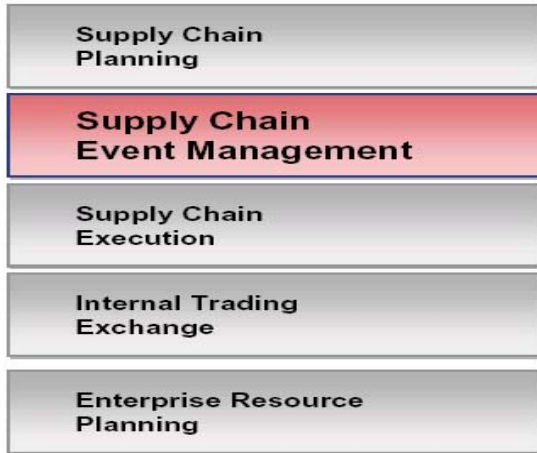 Supply Chain
Planning
Supply Chain
Event Management
Supply Chain
Execution
Internal Trading
Exchange
Enterprise Resource
Planning